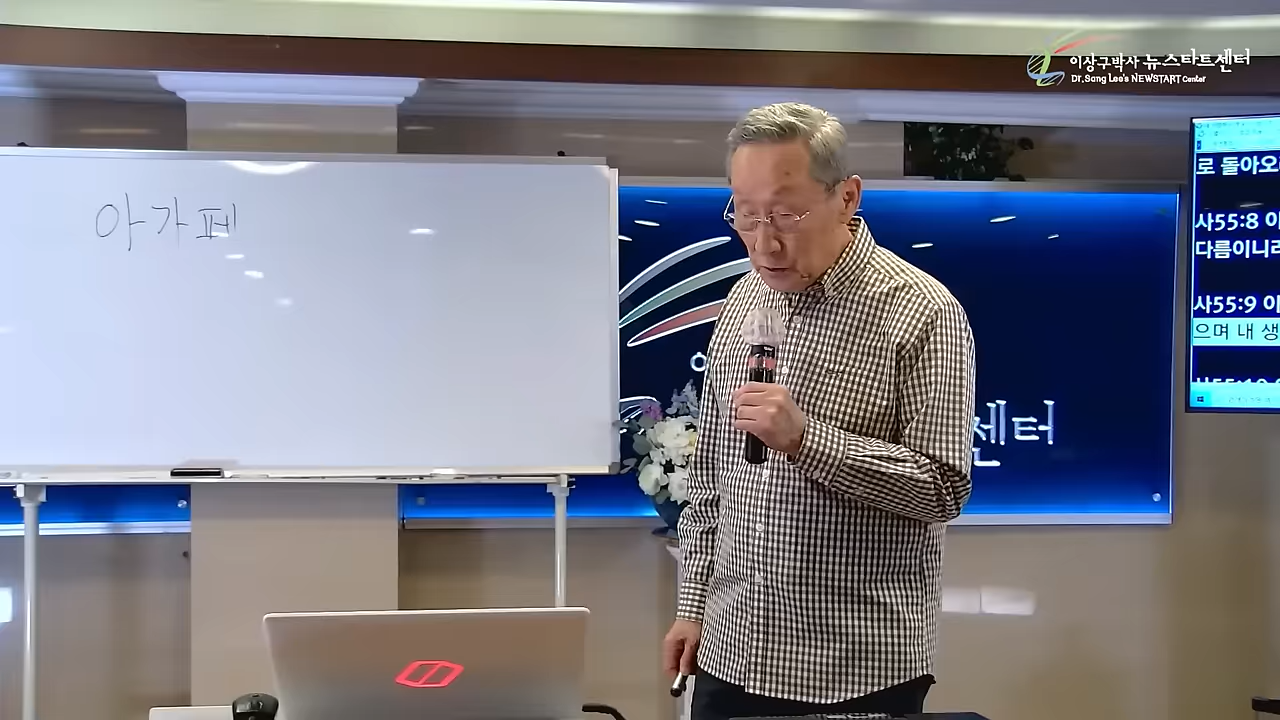 이상구박사 뉴스타트센터
Dr. Sang Lee's NEWSTART Center
아가페
로 돌아오
사55:8 이
다름이니라
사55:9 이
으며 내 생
센터